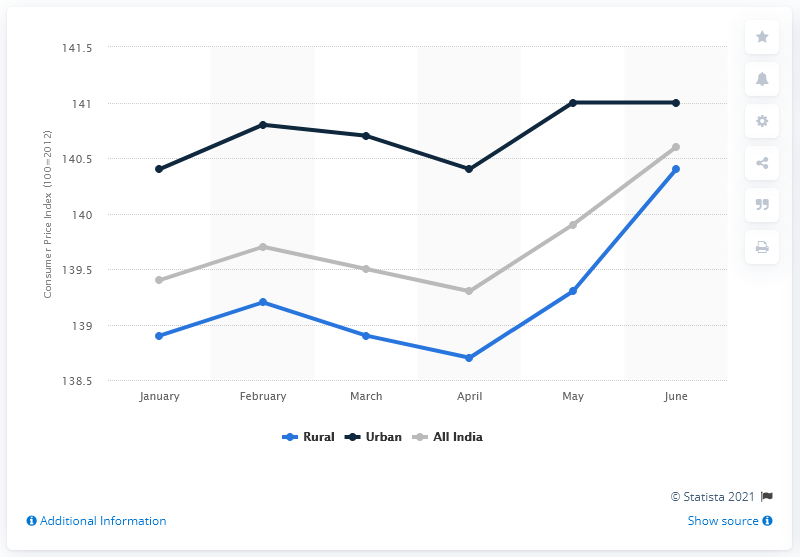 141.5
141
140.5
140
139.5
139
138.5
Consumer Price Index (100=2012)
January February March April May June
Rural Urban All India
© Statista 2021
Additional Information Show source